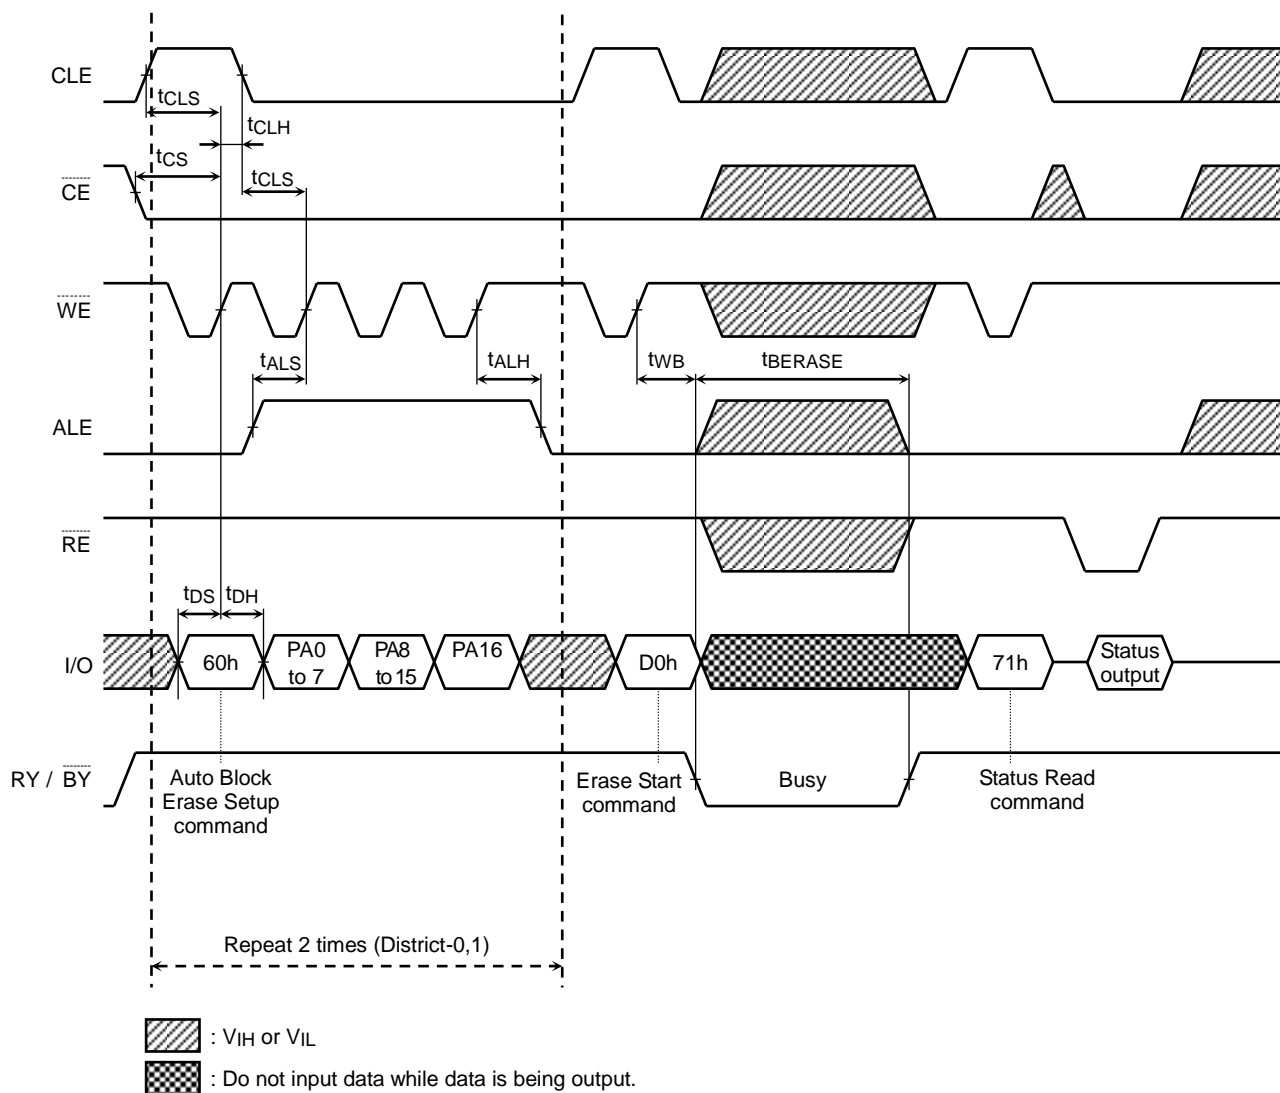 CLE
tCLS
tCLH
tCS
CE
tCLS
WE
tALS
tALH
tWB
tBERASE
ALE
RE
tDS
tDH
I/O
60h
PA0
to 7
PA8
to 15
PA16
D0h
71h
Status
output
RY / BY
Auto Block
Erase Setup
command
Erase Start
command
Busy
Status Read
command
Repeat 2 times (District-0,1)
: VIH or VIL
: Do not input data while data is being output.